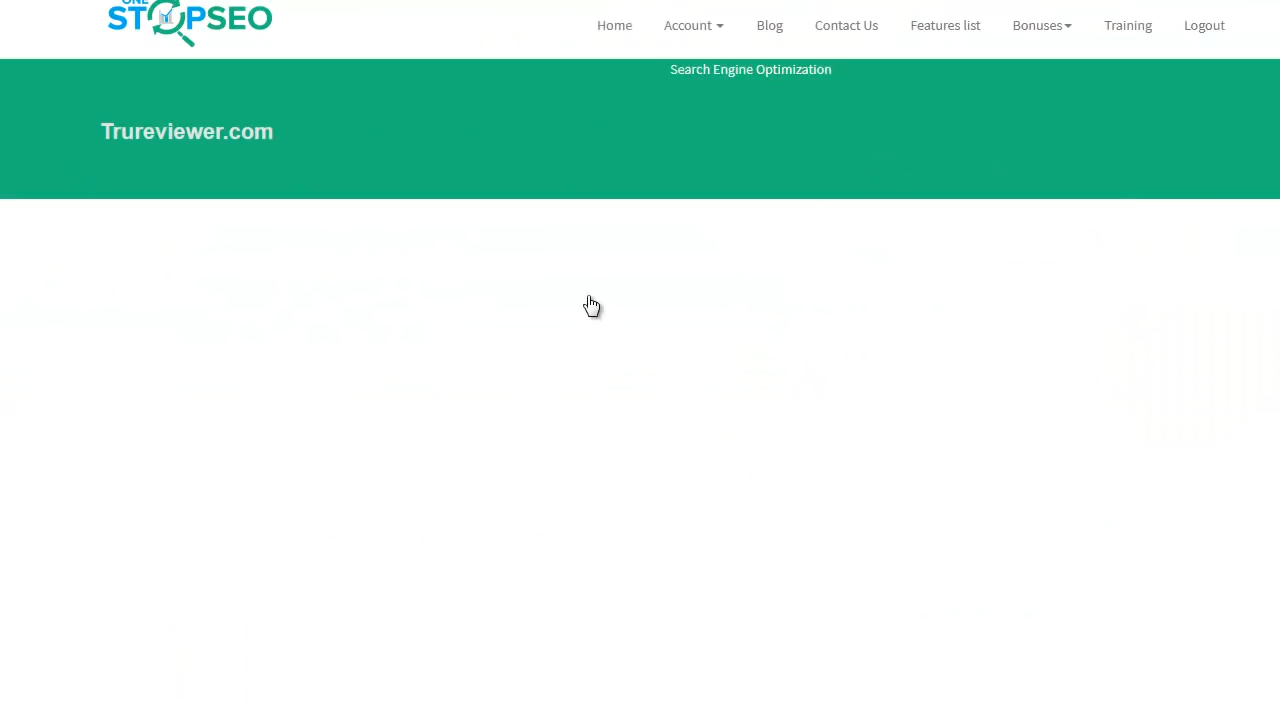 ONE
STOPSEO
Home Account Blog Contact Us Features list Bonuses Training Logout
Search Engine Optimization
Trureviewer.com